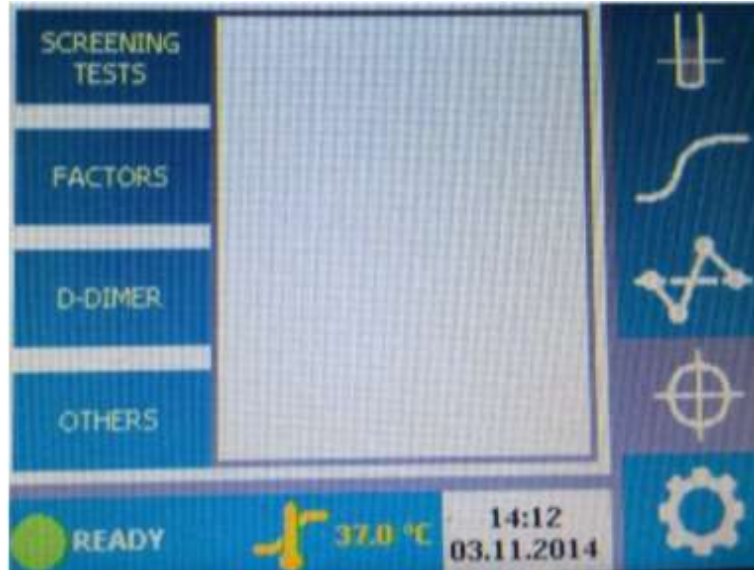 SCREENING
TESTS
FACTORS
D-DIMER
OTHERS
READY
37.0 °C
14:12
03.11.2014